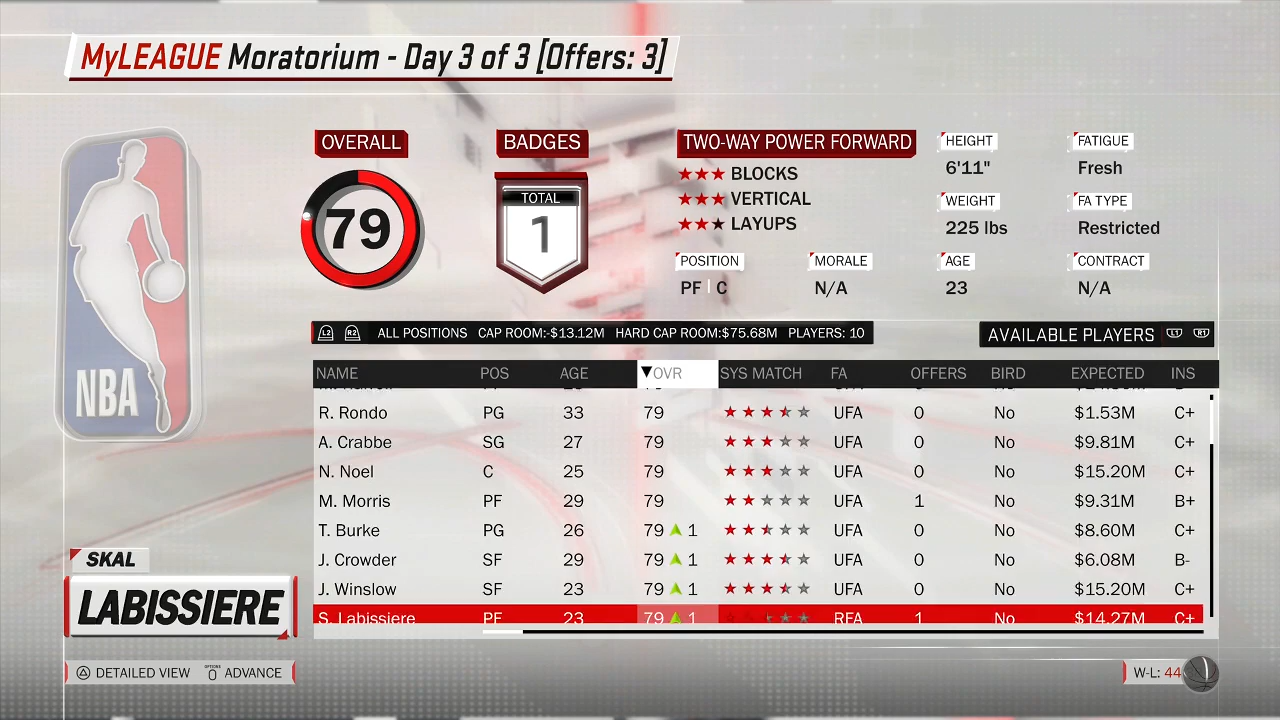 MyLEAGUE Moratorium - Day 3 of 3 [Offers: 3]
OVERALL
79
BADGES
TOTAL
1
TWO-WAY POWER FORWARD
★★★ BLOCKS
★★★ VERTICAL
★★★ LAYUPS
HEIGHT
6'11"
FATIGUE
Fresh
WEIGHT
225 lbs
FA TYPE
Restricted
POSITION
PF | C
MORALE
N/A
AGE
23
CONTRACT
N/A
NBA
L2 R2 ALL POSITIONS CAP ROOM:-$13.12M HARD CAP ROOM:$75.68M PLAYERS: 10
AVAILABLE PLAYERS L1 R1
NAME POS AGE ▼OVR SYS MATCH FA OFFERS BIRD EXPECTED INS
R. Rondo PG 33 79 UFA 0 No $1.53M C+
A. Crabbe SG 27 79 UFA 0 No $9.81M C+
N. Noel C 25 79 UFA 0 No $15.20M C+
M. Morris PF 29 79 UFA 1 No $9.31M B+
T. Burke PG 26 79 ▲ 1 UFA 0 No $8.60M C+
J. Crowder SF 29 79 ▲ 1 UFA 0 No $6.08M B-
J. Winslow SF 23 79 ▲ 1 UFA 0 No $15.20M C+
S. Labissiere PF 23 79 ▲ 1 RFA 1 No $14.27M C+
SKAL
LABISSIERE
DETAILED VIEW OPTIONS ADVANCE
W-L: 44